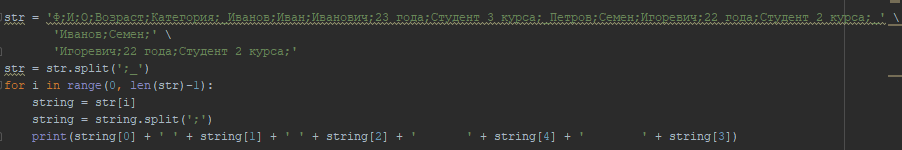 str = 'Ф;И;О;Возраст;Категория;_Иванов;Иван;Иванович;23 года;Студент 3 курса;_Петров;Семен;Игоревич;22 года;Студент 2 курса;_' \
'Иванов;Семен;' \
'Игоревич;22 года;Студент 2 курса;'
str = str.split(';_')
for i in range(0, len(str)-1):
string = str[i]
string = string.split(';')
print(string[0] + ' ' + string[1] + ' ' + string[2] + '       ' + string[4] + '        ' + string[3])